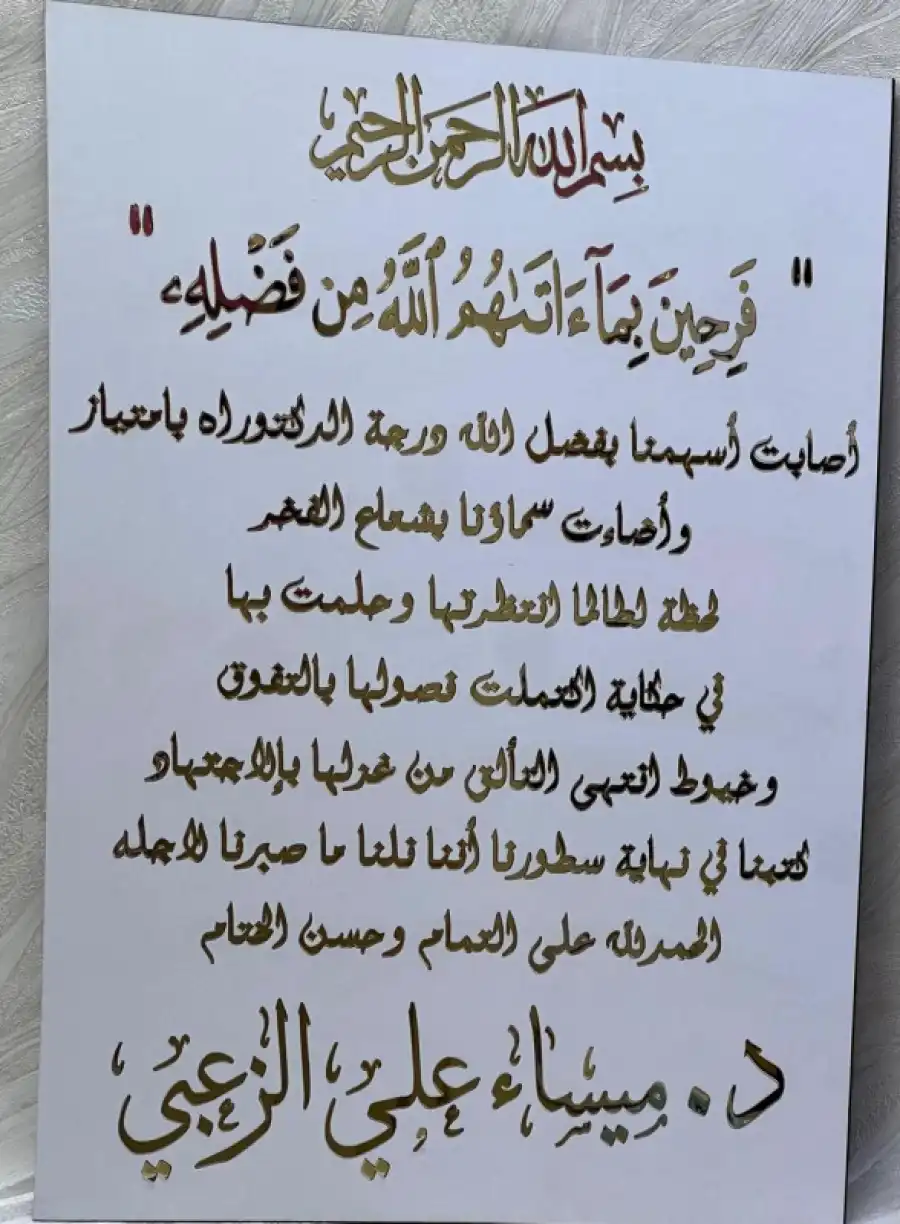 بسم الله الرحمن الرحيم
" فَرِحِينَ بِمَآ ءَاتَىٰهُمُ ٱللَّهُ مِن فَضْلِهِۦ "
أصابت أسهمنا بفضل الله درجة الدكتوراه بامتياز
وأضاءت سماؤنا بشعاع الفخر
لحظة لطالما انتظرتها وحلمت بها
في حكاية اكتملت فصولها بالتفوق
وخيوط انتهى التألق من غزلها بالاجتهاد
كتبنا في نهاية سطورنا أننا نلنا ما صبرنا لاجله
الحمدلله على التمام وحسن الختام
د. ميساء علي الزعبي